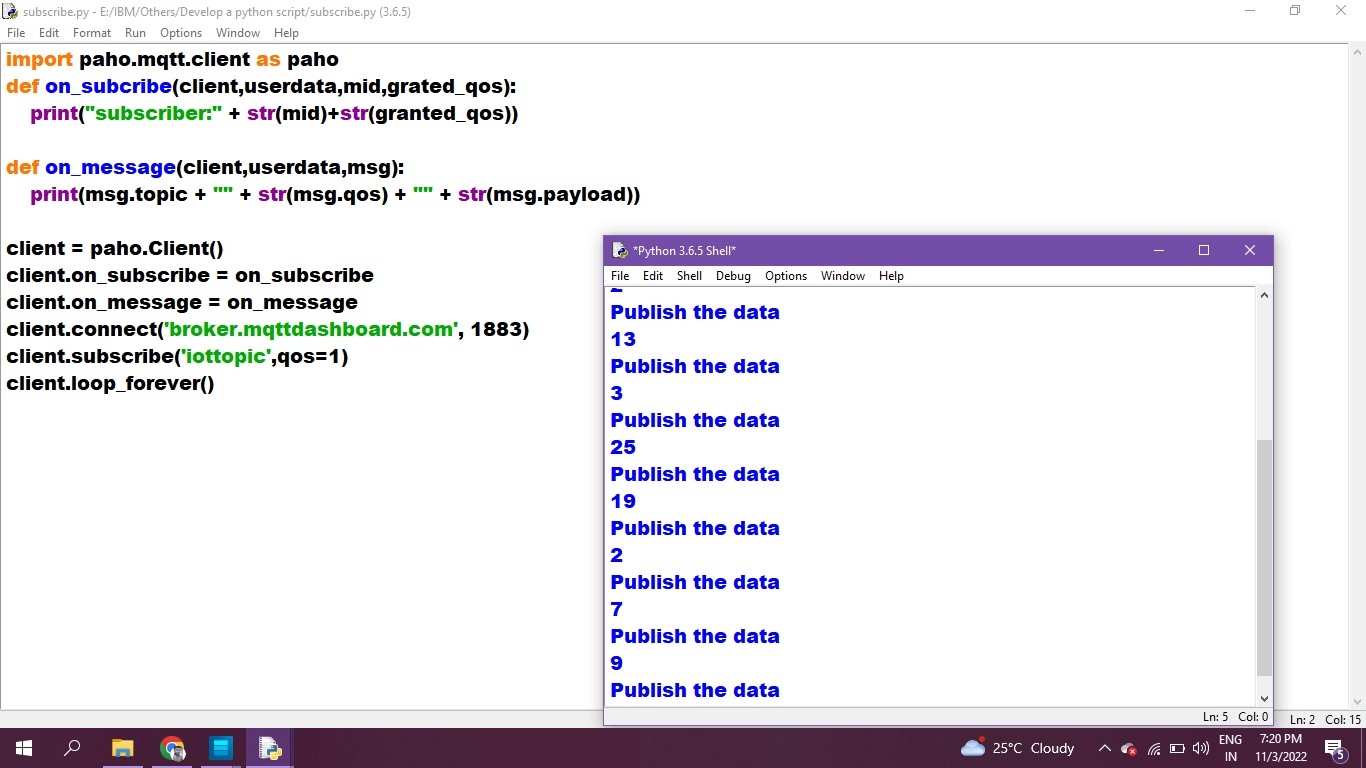 subscribe.py - E:/IBM/Others/Develop a python script/subscribe.py (3.6.5)
File Edit Format Run Options Window Help
import paho.mqtt.client as paho
def on_subcribe(client,userdata,mid,grated_qos):
    print("subscriber:" + str(mid)+str(granted_qos))
def on_message(client,userdata,msg):
    print(msg.topic + "" + str(msg.qos) + "" + str(msg.payload))
client = paho.Client()
client.on_subscribe = on_subscribe
client.on_message = on_message
client.connect('broker.mqttdashboard.com', 1883)
client.subscribe('iottopic',qos=1)
client.loop_forever()
*Python 3.6.5 Shell*
File Edit Shell Debug Options Window Help
Publish the data
13
Publish the data
3
Publish the data
25
Publish the data
19
Publish the data
2
Publish the data
7
Publish the data
9
Publish the data
Ln: 5 Col: 0
Ln: 2 Col: 15
25°C Cloudy
ENG
IN
7:20 PM
11/3/2022
5